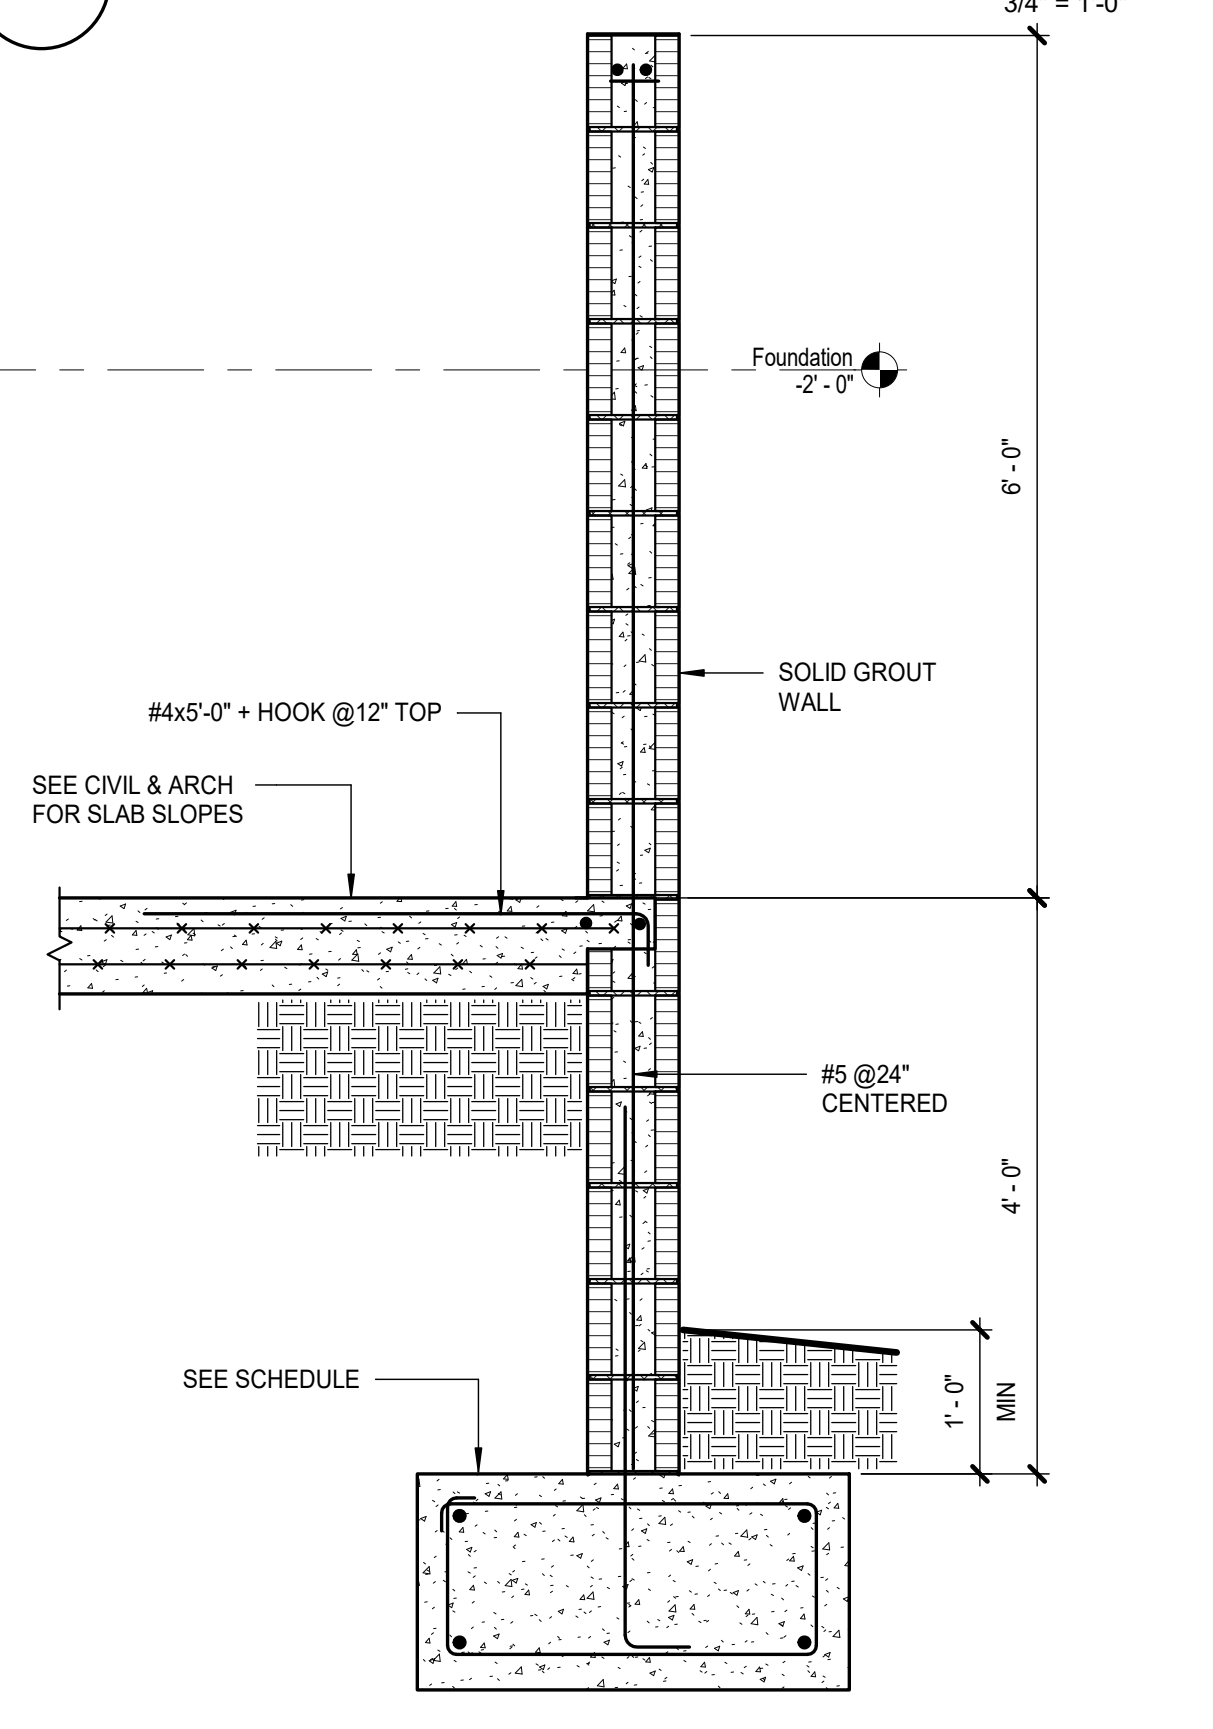 3/4" = 1'-0"
Foundation
-2' - 0"
6' - 0"
SOLID GROUT
WALL
#4x5'-0" + HOOK @12" TOP
SEE CIVIL & ARCH
FOR SLAB SLOPES
#5 @24"
CENTERED
4' - 0"
SEE SCHEDULE
1' - 0"
MIN